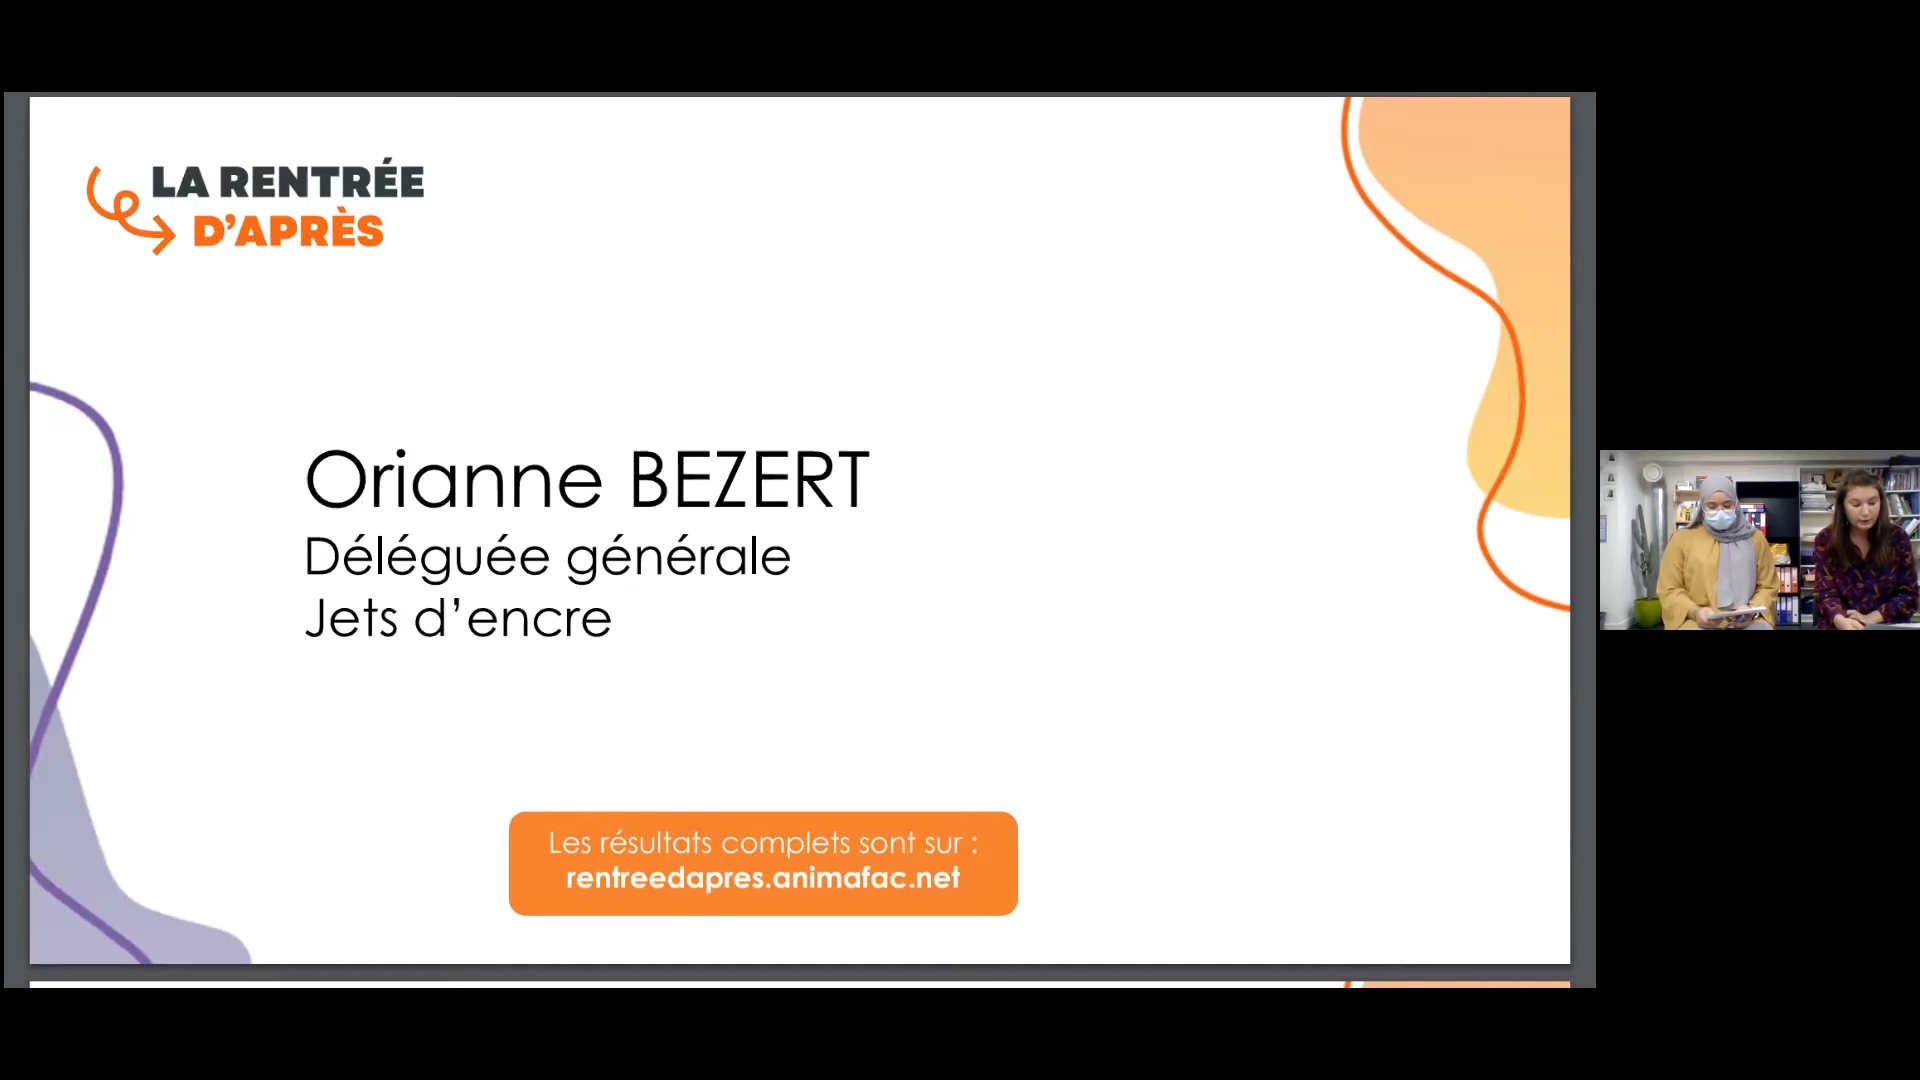 LA RENTRÉE
D'APRÈS
Orianne BEZERT
Déléguée générale
Jets d'encre
Les résultats complets sont sur :
rentreedapres.animafac.net